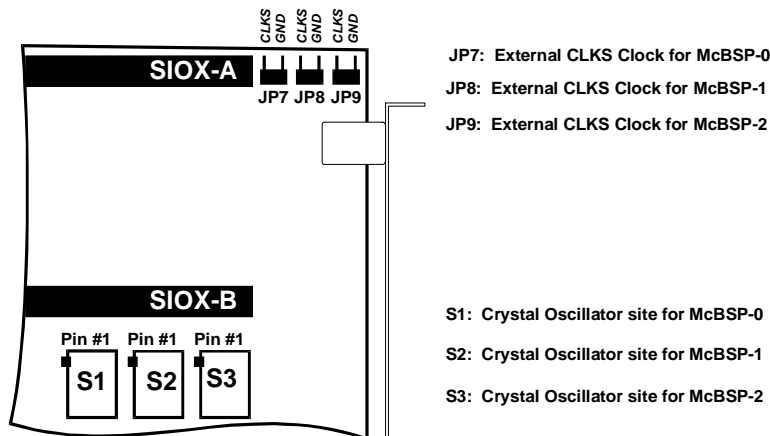 CLKS GND CLKS GND CLKS GND
SIOX-A
JP7 JP8 JP9
JP7: External CLKS Clock for McBSP-0
JP8: External CLKS Clock for McBSP-1
JP9: External CLKS Clock for McBSP-2
SIOX-B
Pin #1 Pin #1 Pin #1
S1 S2 S3
S1: Crystal Oscillator site for McBSP-0
S2: Crystal Oscillator site for McBSP-1
S3: Crystal Oscillator site for McBSP-2